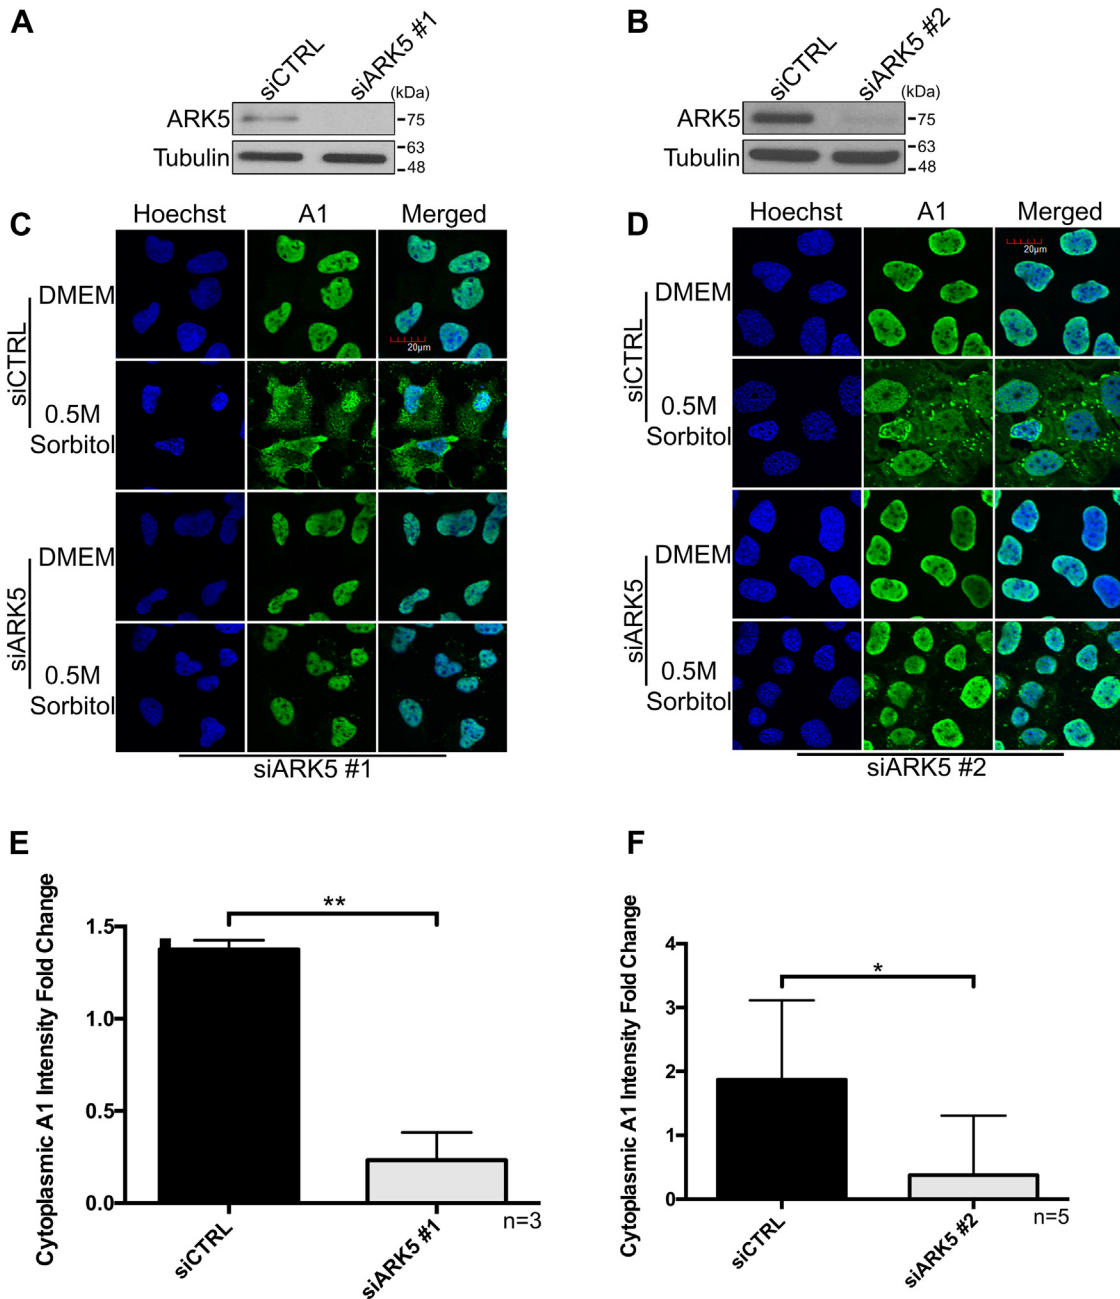 A
siCTRL
siARK5 #1
(kDa)
ARK5
75
Tubulin
63
48
B
siCTRL
siARK5 #2
(kDa)
ARK5
75
Tubulin
63
48
C
Hoechst A1 Merged
siCTRL
DMEM
20µm
0.5M
Sorbitol
siARK5
DMEM
0.5M
Sorbitol
siARK5 #1
D
Hoechst A1 Merged
20µm
siCTRL
DMEM
0.5M
Sorbitol
siARK5
DMEM
0.5M
Sorbitol
siARK5 #2
E
Cytoplasmic A1 Intensity Fold Change
**
1.5
1.0
0.5
0.0
siCTRL
siARK5 #1
n=3
F
Cytoplasmic A1 Intensity Fold Change
*
4
3
2
1
0
siCTRL
siARK5 #2
n=5